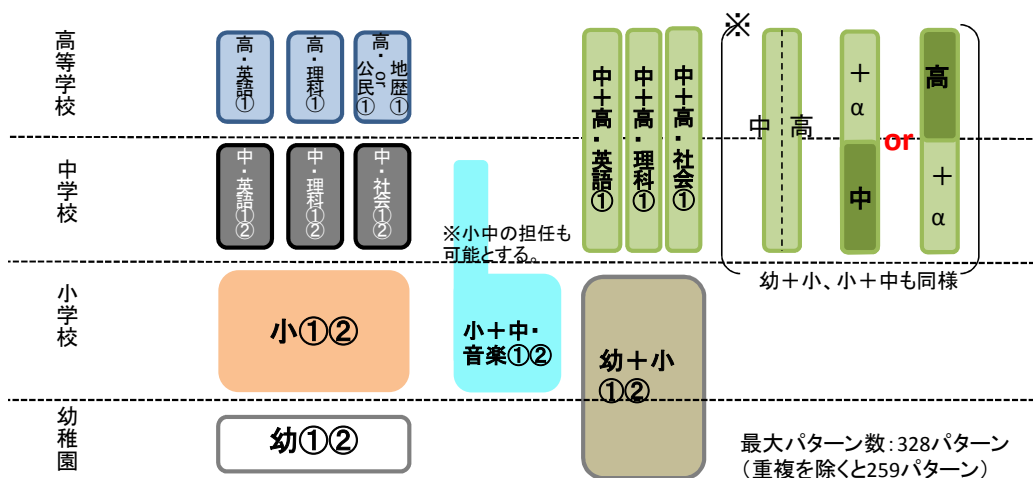 高等学校
高・英語①
高・理科①
高・地歴①
or
公民①
中＋高・英語①
中＋高・理科①
中＋高・社会①
※
中 高
＋α
中
or
高
＋α
中学校
中・英語①②
中・理科①②
中・社会①②
※小中の担任も
可能とする。
幼＋小、小＋中も同様
小学校
小①②
小＋中・
音楽①②
幼＋小
①②
幼稚園
幼①②
最大パターン数：328パターン
（重複を除くと259パターン）